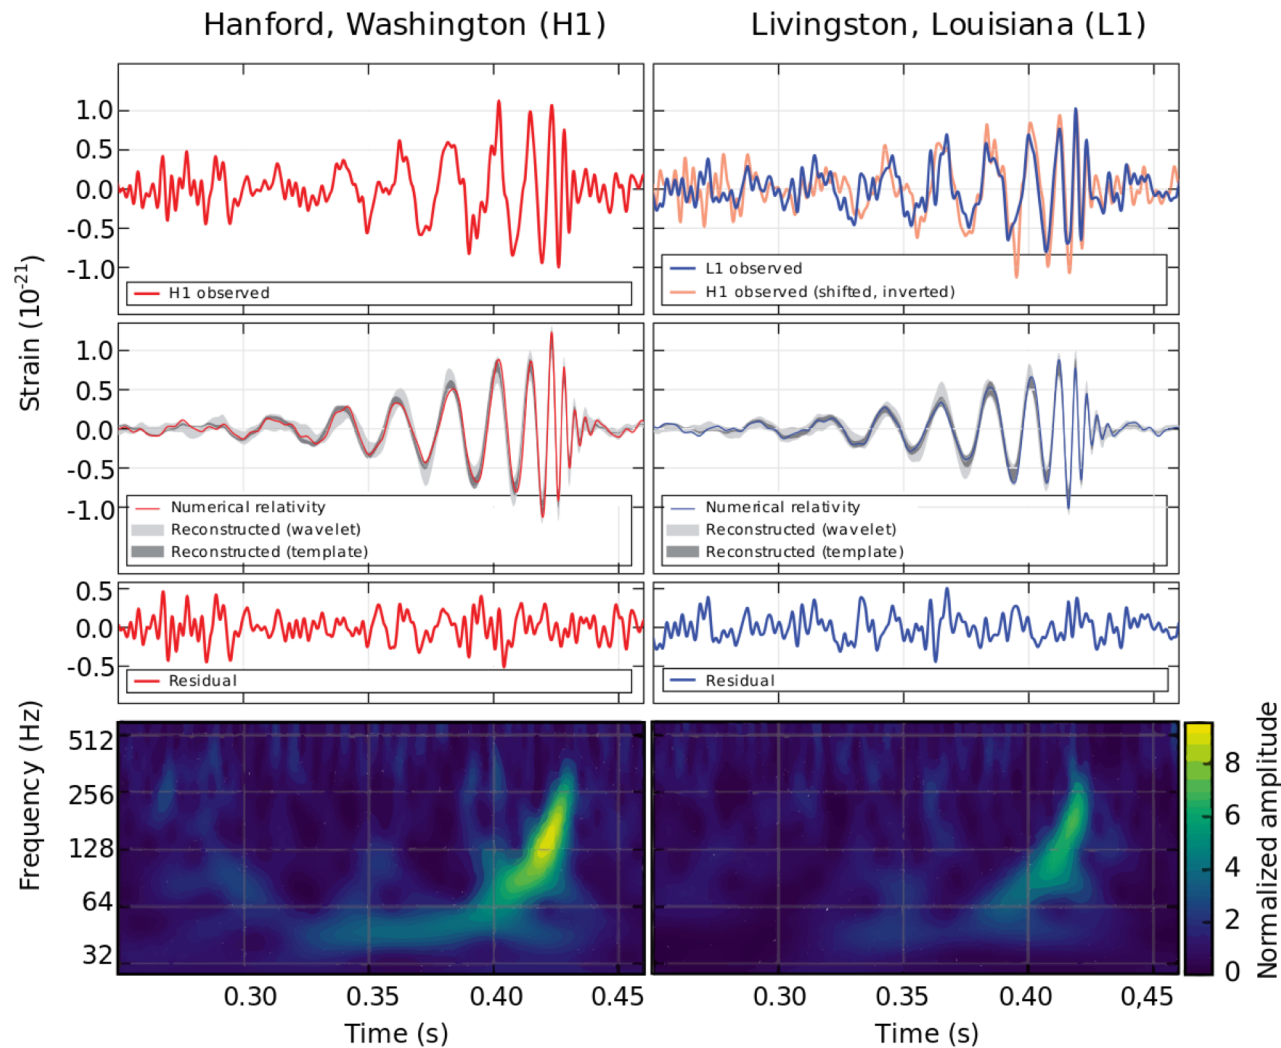 Hanford, Washington (H1)
Livingston, Louisiana (L1)
Strain (10-21)
1.0
0.5
0.0
-0.5
-1.0
H1 observed
L1 observed
H1 observed (shifted, inverted)
1.0
0.5
0.0
-0.5
-1.0
Numerical relativity
Reconstructed (wavelet)
Reconstructed (template)
Numerical relativity
Reconstructed (wavelet)
Reconstructed (template)
0.5
0.0
-0.5
Residual
Residual
Frequency (Hz)
512
256
128
64
32
Normalized amplitude
8
6
4
2
0
0.30 0.35 0.40 0.45
0.30 0.35 0.40 0,45
Time (s)
Time (s)